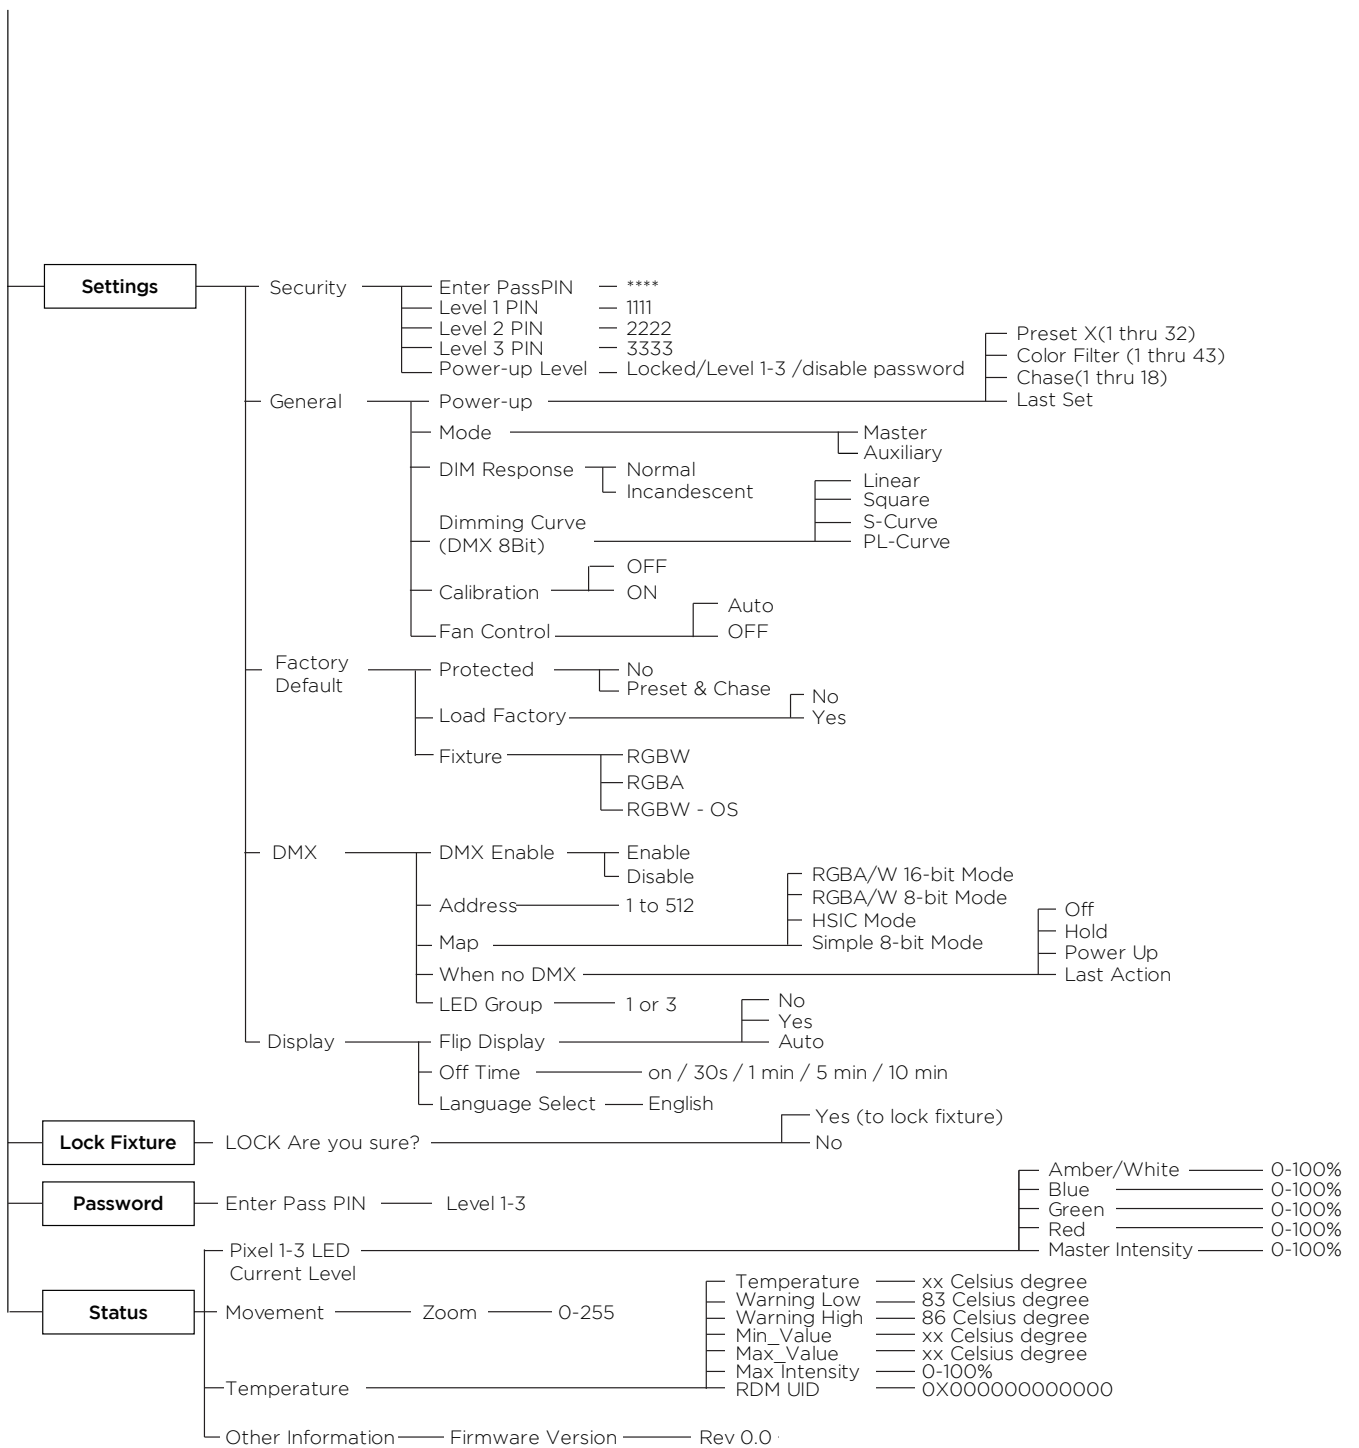 Settings
Security
Enter PassPIN
****
Level 1 PIN
1111
Level 2 PIN
2222
Level 3 PIN
3333
Power-up Level
Locked/Level 1-3 /disable password
General
Power-up
Preset X(1 thru 32)
Color Filter (1 thru 43)
Chase(1 thru 18)
Last Set
Mode
Master
Auxiliary
DIM Response
Normal
Incandescent
Dimming Curve
(DMX 8Bit)
Linear
Square
S-Curve
PL-Curve
Calibration
OFF
ON
Fan Control
Auto
OFF
Factory
Default
Protected
No
Preset & Chase
Load Factory
No
Yes
Fixture
RGBW
RGBA
RGBW - OS
DMX
DMX Enable
Enable
Disable
Address
1 to 512
Map
RGBA/W 16-bit Mode
RGBA/W 8-bit Mode
HSIC Mode
Simple 8-bit Mode
When no DMX
Off
Hold
Power Up
Last Action
LED Group
1 or 3
Display
Flip Display
No
Yes
Auto
Off Time
on / 30s / 1 min / 5 min / 10 min
Language Select
English
Lock Fixture
LOCK Are you sure?
Yes (to lock fixture)
No
Password
Enter Pass PIN
Level 1-3
Status
Pixel 1-3 LED
Current Level
Amber/White
0-100%
Blue
0-100%
Green
0-100%
Red
0-100%
Master Intensity
0-100%
Movement
Zoom
0-255
Temperature
Temperature
xx Celsius degree
Warning Low
83 Celsius degree
Warning High
86 Celsius degree
Min_Value
xx Celsius degree
Max_Value
xx Celsius degree
Max Intensity
0-100%
RDM UID
0X000000000000
Other Information
Firmware Version
Rev 0.0